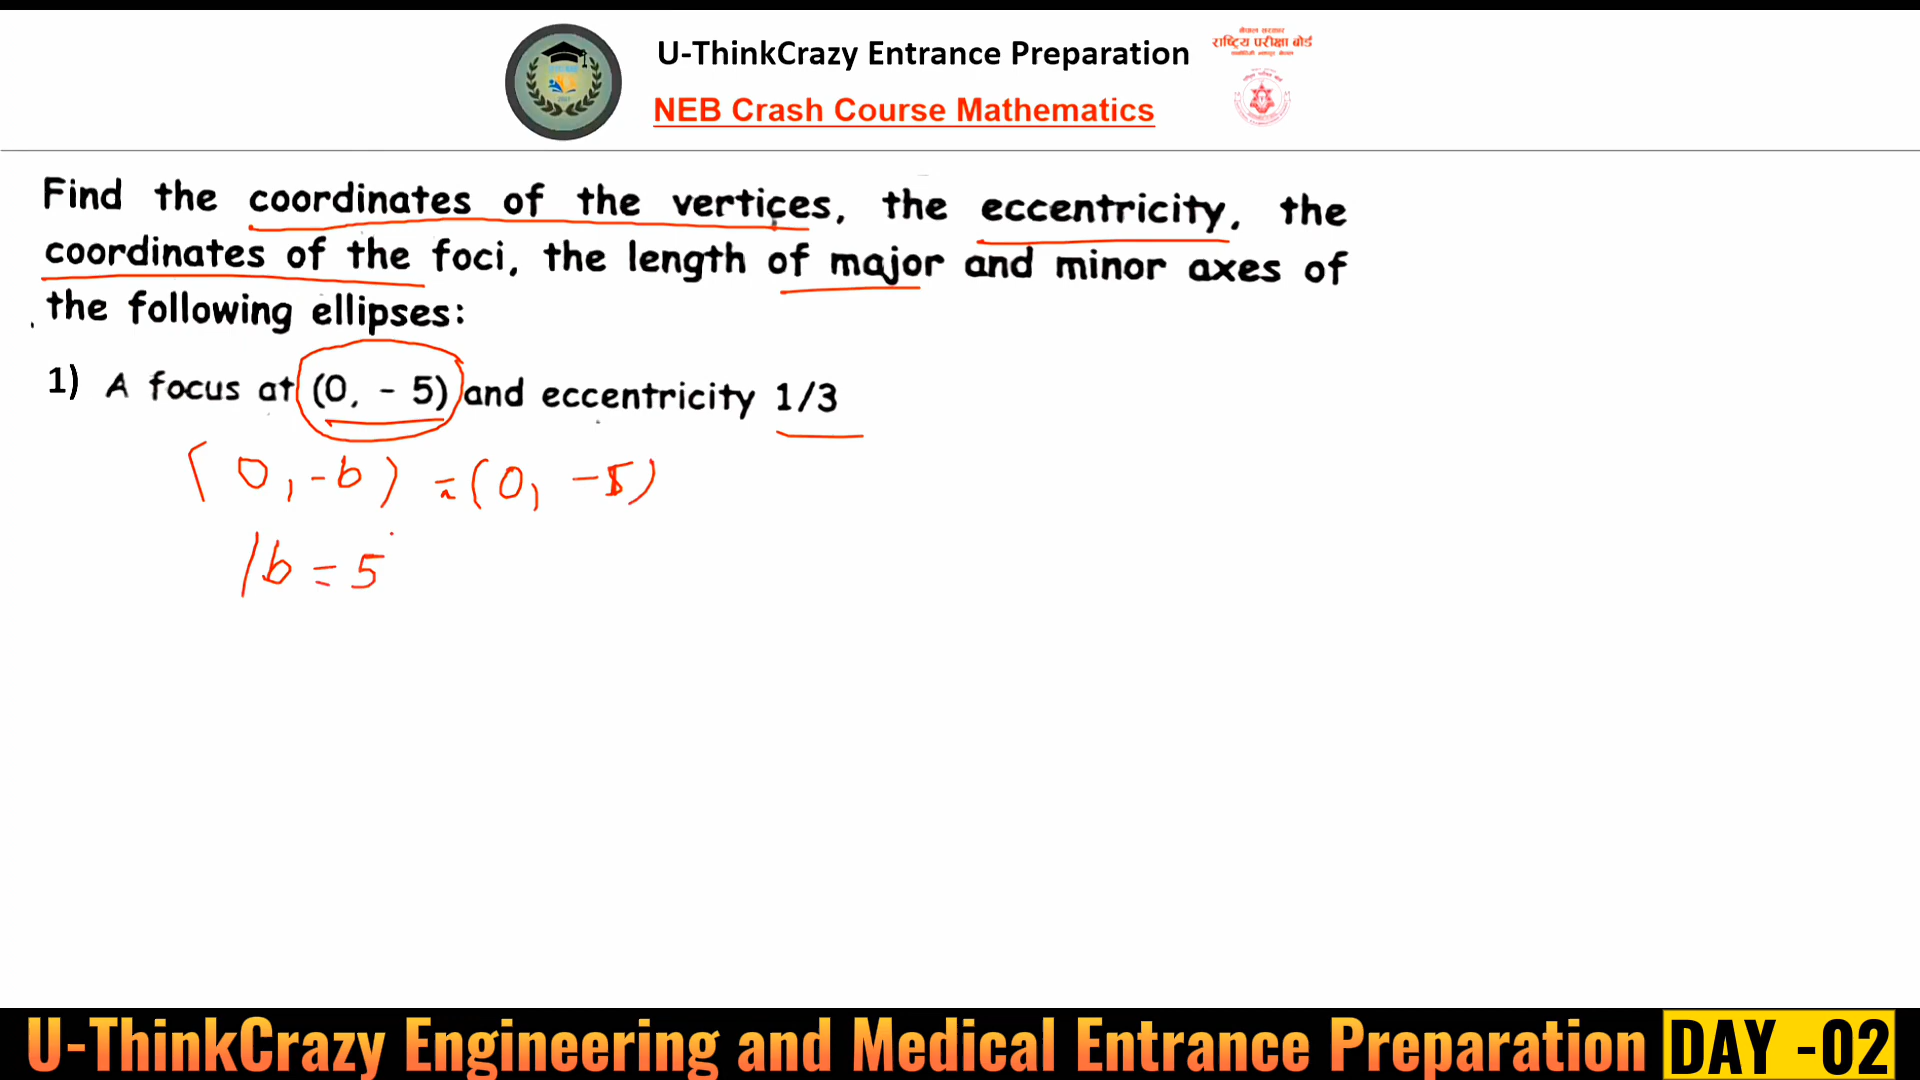 U-ThinkCrazy Entrance Preparation
NEB Crash Course Mathematics
नेपाल सरकार
राष्ट्रिय परीक्षा बोर्ड
Find the coordinates of the vertices, the eccentricity, the
coordinates of the foci, the length of major and minor axes of
the following ellipses:
1) A focus at (0, - 5) and eccentricity 1/3
(0, -b) = (0, -5)
b = 5
U-ThinkCrazy Engineering and Medical Entrance Preparation DAY -02